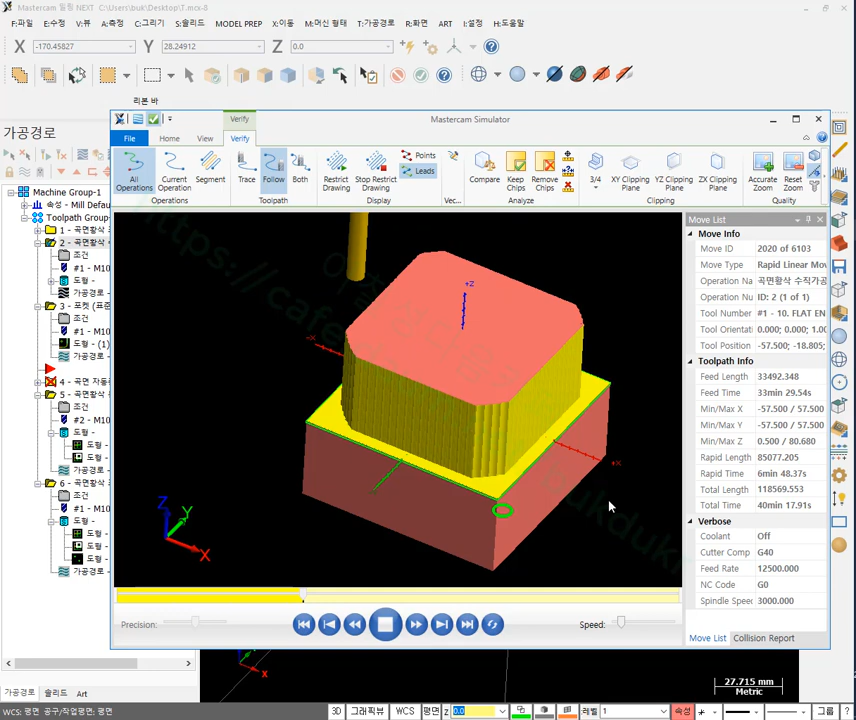 Mastercam 밀링 NEXT C:\Users\buk\Desktop\T.mcx-8
F:파일 E:수정 V:뷰 A:측정 C:그리기 S:솔리드 MODEL PREP X:이동 M:머신 형태 T:가공경로 R:화면 ART I:설정 H:도움말
X -170.45827 Y 28.24912 Z 0.0
리본 바
가공경로
Machine Group-1
속성 - Mill Defau
Toolpath Group-
1 - 곡면황삭
2 - 곡면황삭
조건
#1 - M10
도형 -
가공경로
3 - 포켓 (표준
조건
#1 - M10
도형 - (1)
가공경로
4 - 곡면 자동
5 - 곡면황삭
조건
#2 - M10
도형 -
도형 -
도형 -
가공경로
6 - 곡면황삭
조건
#1 - M10
도형 -
도형 -
도형 -
도형 -
가공경로
가공경로 솔리드 Art
Verify Mastercam Simulator
File Home View Verify
All Operations Current Operation Segment Trace Follow Both Restrict Drawing Stop Restrict Drawing Points Leads Vec... Compare Keep Chips Remove Chips 3/4 XY Clipping Plane YZ Clipping Plane ZX Clipping Plane Accurate Zoom Reset Zoom
Operations Toolpath Display Analyze Clipping Quality
+Z
-X
+X
Z
Y
X
Move List
Move Info
Move ID 2020 of 6103
Move Type Rapid Linear Mov
Operation Na 곡면황삭 수직가공
Operation Nu ID: 2 (1 of 1)
Tool Number #1 - 10. FLAT EN
Tool Orientati 0.000; 0.000; 1.00
Tool Position -57.500; -18.805;
Toolpath Info
Feed Length 33492.348
Feed Time 33min 29.54s
Min/Max X -57.500 / 57.500
Min/Max Y -57.500 / 57.500
Min/Max Z 0.500 / 80.680
Rapid Length 85077.205
Rapid Time 6min 48.37s
Total Length 118569.553
Total Time 40min 17.91s
Verbose
Coolant Off
Cutter Comp G40
Feed Rate 12500.000
NC Code G0
Spindle Speed 3000.000
Precision: Speed:
Move List Collision Report
x
27.715 mm
Metric
WCS: 평면 공구/작업평면: 평면 3D 그래픽뷰 WCS 평면 Z 0.0 레벨 1 속성 그룹 ?